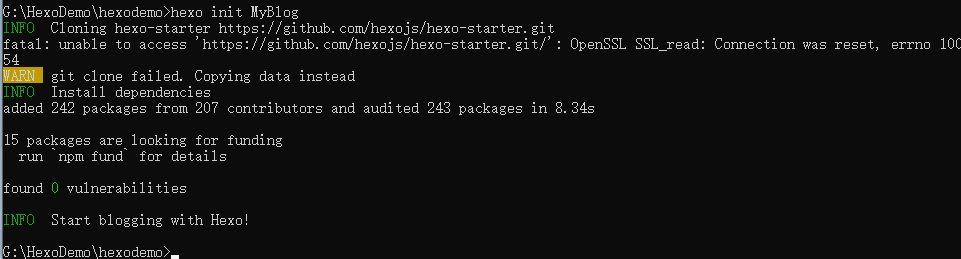 G:\HexoDemo\hexodemo>hexo init MyBlog
INFO  Cloning hexo-starter https://github.com/hexojs/hexo-starter.git
fatal: unable to access 'https://github.com/hexojs/hexo-starter.git/': OpenSSL SSL_read: Connection was reset, errno 100
54
WARN  git clone failed. Copying data instead
INFO  Install dependencies
added 242 packages from 207 contributors and audited 243 packages in 8.34s
15 packages are looking for funding
  run `npm fund` for details
found 0 vulnerabilities
INFO  Start blogging with Hexo!
G:\HexoDemo\hexodemo>